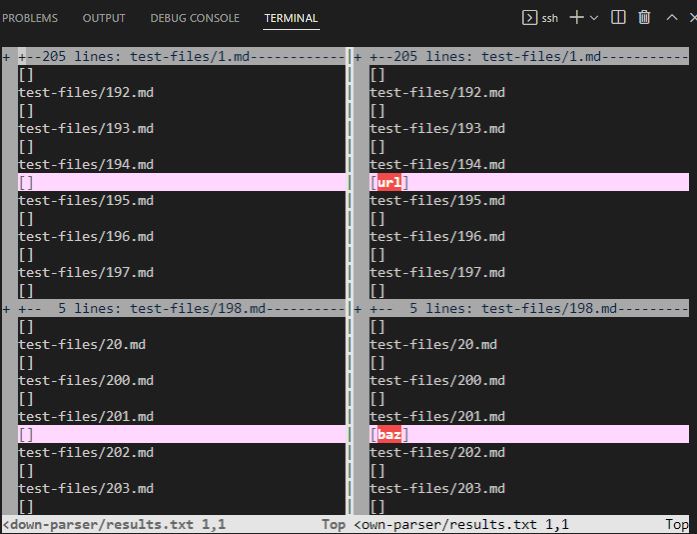 PROBLEMS OUTPUT DEBUG CONSOLE TERMINAL ssh
+ +--205 lines: test-files/1.md------------|+ +--205 lines: test-files/1.md-----------
[] | []
test-files/192.md | test-files/192.md
[] | []
test-files/193.md | test-files/193.md
[] | []
test-files/194.md | test-files/194.md
[] | [url]
test-files/195.md | test-files/195.md
[] | []
test-files/196.md | test-files/196.md
[] | []
test-files/197.md | test-files/197.md
[] | []
+ +--  5 lines: test-files/198.md----------|+ +--  5 lines: test-files/198.md---------
[] | []
test-files/20.md | test-files/20.md
[] | []
test-files/200.md | test-files/200.md
[] | []
test-files/201.md | test-files/201.md
[] | [baz]
test-files/202.md | test-files/202.md
[] | []
test-files/203.md | test-files/203.md
[] | []
<down-parser/results.txt 1,1 Top <own-parser/results.txt 1,1 Top